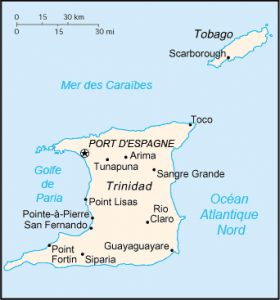 0 15 30 km
0 15 30 mi
Tobago
Scarborough
Mer des Caraïbes
Toco
PORT D'ESPAGNE
Arima
Tunapuna
Golfe
de
Paria
Trinidad
Sangre Grande
Point Lisas
Océan
Atlantique
Nord
Pointe-à-Pierre
San Fernando
Rio
Claro
Guayaguayare
Point
Fortin
Siparia